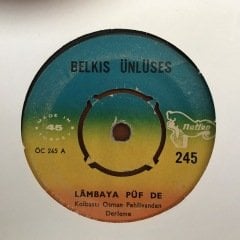 BELKIS ÜNLÜSES
MADE IN
45
ÖC 245 A
245
LÂMBAYA PÜF DE
Kolbastı Osman Pehlivandan
Derleme